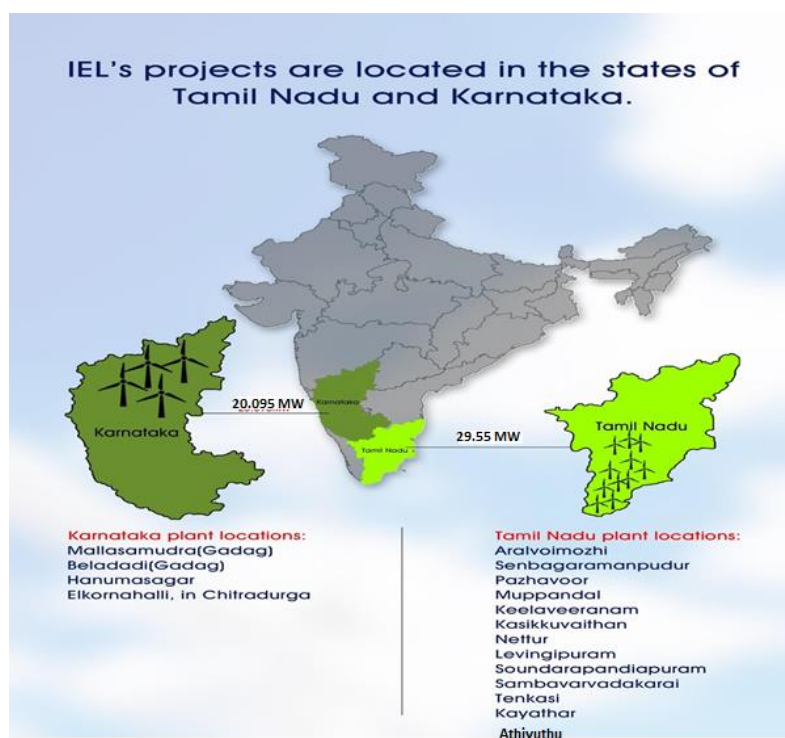 IEL's projects are located in the states of
Tamil Nadu and Karnataka.
Karnataka
20.095 MW
Karnataka
Tamil Nadu
29.55 MW
Tamil Nadu
Karnataka plant locations:
Mallasamudra(Gadag)
Beladadi(Gadag)
Hanumasagar
Elkornahalli, in Chitradurga
Tamil Nadu plant locations:
Aralvoimozhi
Senbagaramanpudur
Pazhavoor
Muppandal
Keelaveeranam
Kasikkuvaithan
Nettur
Levingipuram
Soundarapandiapuram
Sambavarvadakarai
Tenkasi
Kayathar
Athiyuthu